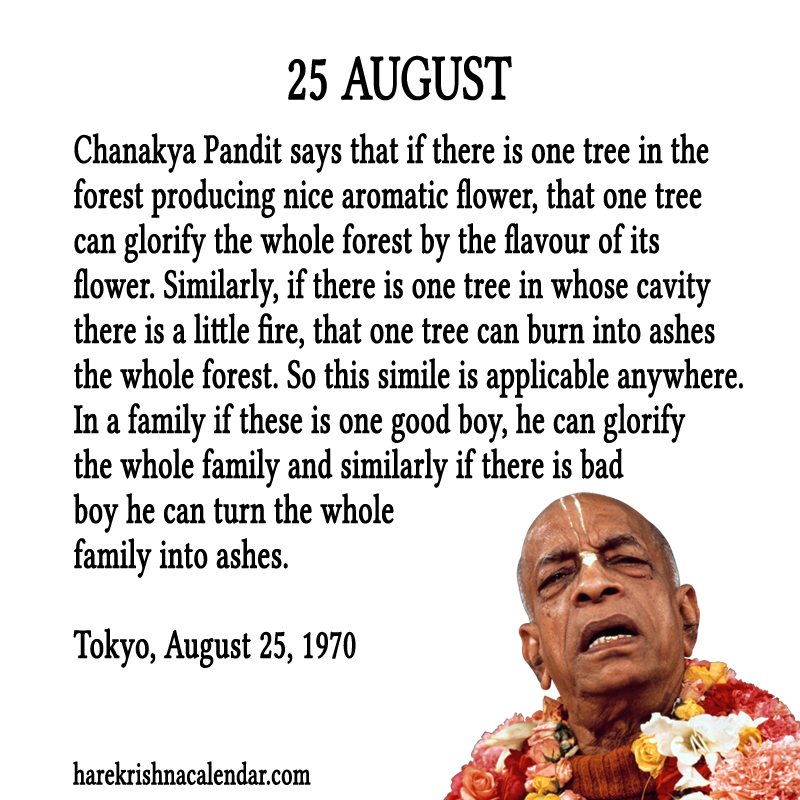 25 AUGUST
Chanakya Pandit says that if there is one tree in the
forest producing nice aromatic flower, that one tree
can glorify the whole forest by the flavour of its
flower. Similarly, if there is one tree in whose cavity
there is a little fire, that one tree can burn into ashes
the whole forest. So this simile is applicable anywhere.
In a family if these is one good boy, he can glorify
the whole family and similarly if there is bad
boy he can turn the whole
family into ashes.
Tokyo, August 25, 1970
harekrishnacalendar.com